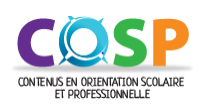 COSP
CONTENUS EN ORIENTATION SCOLAIRE
ET PROFESSIONNELLE